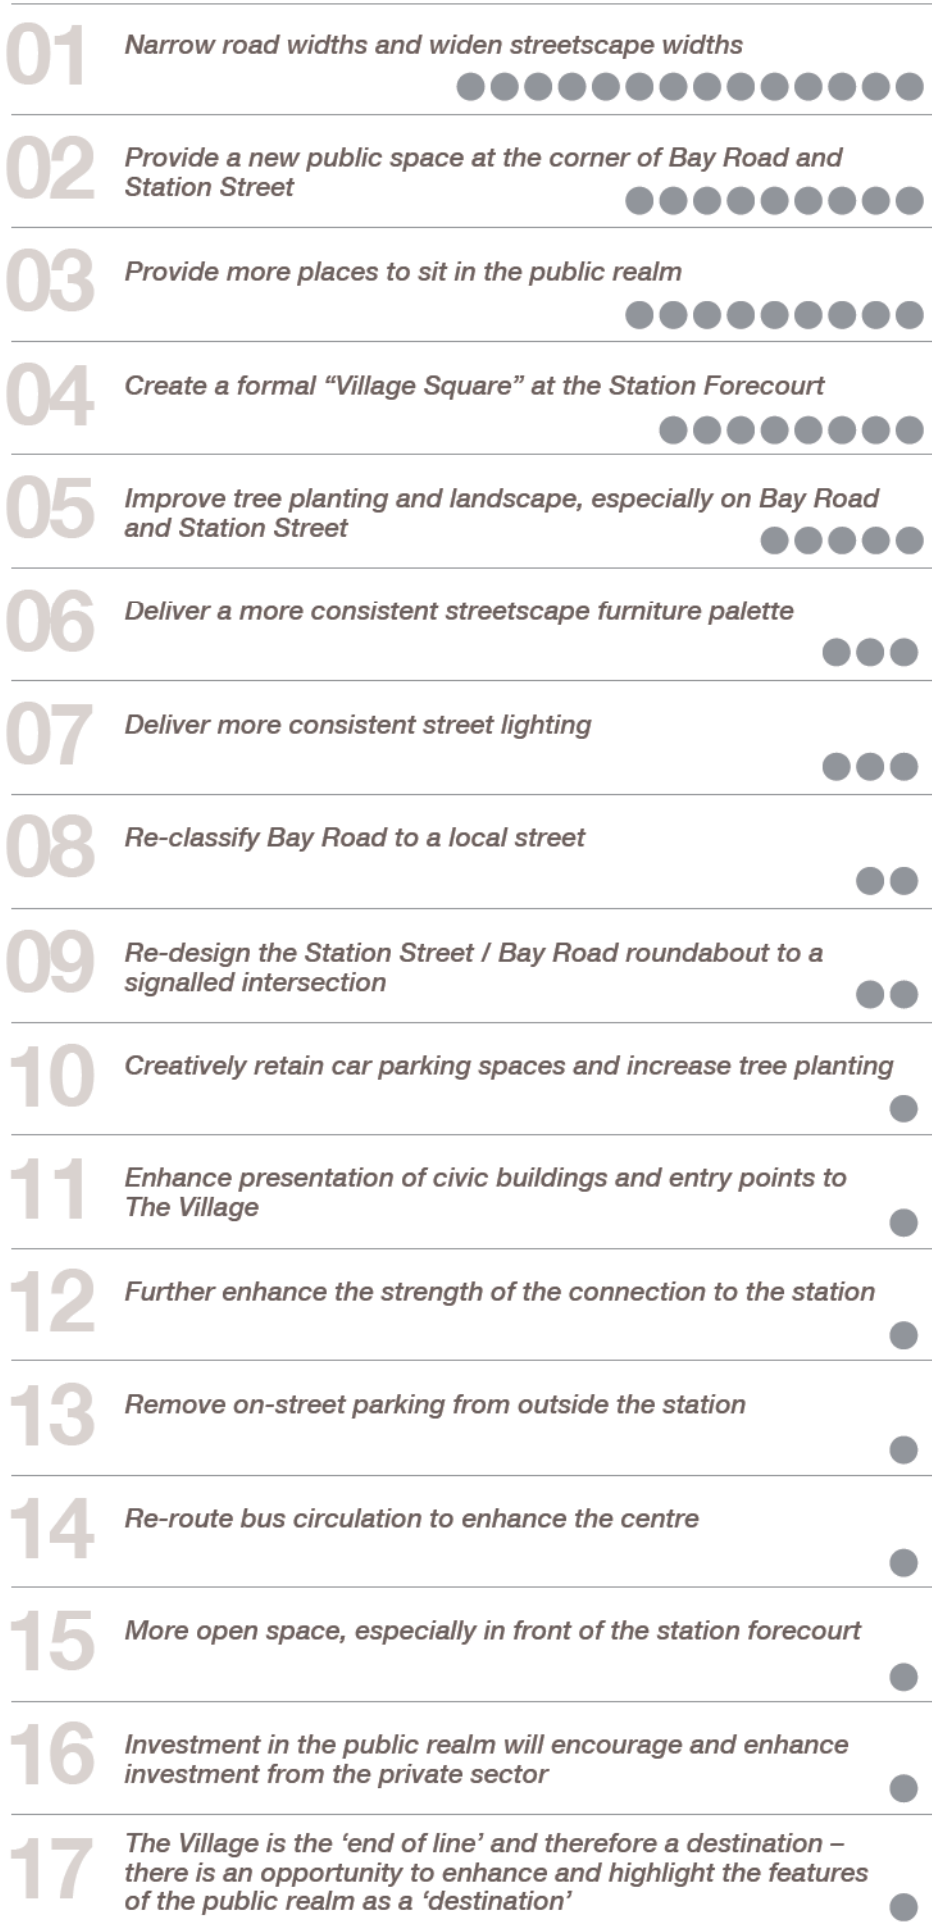 01
Narrow road widths and widen streetscape widths
02
Provide a new public space at the corner of Bay Road and
Station Street
03
Provide more places to sit in the public realm
04
Create a formal “Village Square” at the Station Forecourt
05
Improve tree planting and landscape, especially on Bay Road
and Station Street
06
Deliver a more consistent streetscape furniture palette
07
Deliver more consistent street lighting
08
Re-classify Bay Road to a local street
09
Re-design the Station Street / Bay Road roundabout to a
signalled intersection
10
Creatively retain car parking spaces and increase tree planting
11
Enhance presentation of civic buildings and entry points to
The Village
12
Further enhance the strength of the connection to the station
13
Remove on-street parking from outside the station
14
Re-route bus circulation to enhance the centre
15
More open space, especially in front of the station forecourt
16
Investment in the public realm will encourage and enhance
investment from the private sector
17
The Village is the ‘end of line’ and therefore a destination –
there is an opportunity to enhance and highlight the features
of the public realm as a ‘destination’